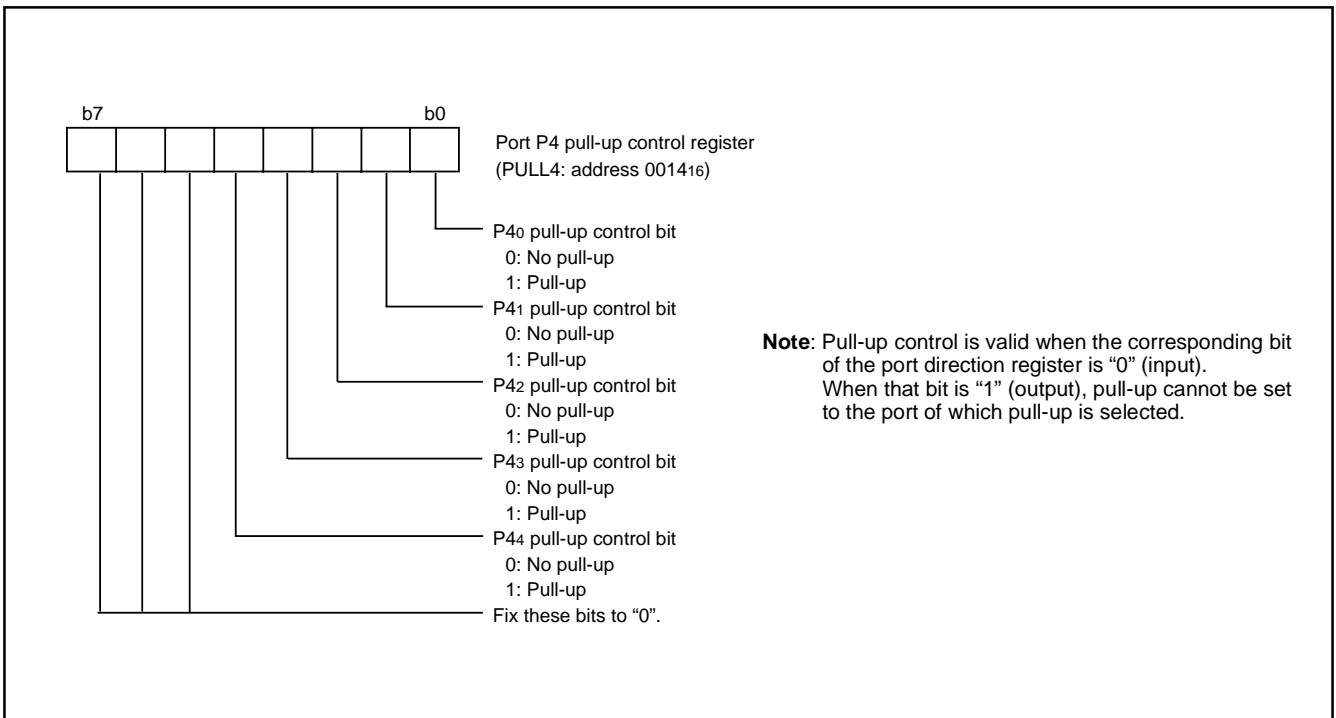 b7 b0
Port P4 pull-up control register
(PULL4: address 001416)
P40 pull-up control bit
0: No pull-up
1: Pull-up
P41 pull-up control bit
0: No pull-up
1: Pull-up
P42 pull-up control bit
0: No pull-up
1: Pull-up
P43 pull-up control bit
0: No pull-up
1: Pull-up
P44 pull-up control bit
0: No pull-up
1: Pull-up
Fix these bits to “0”.
Note: Pull-up control is valid when the corresponding bit
of the port direction register is “0” (input).
When that bit is “1” (output), pull-up cannot be set
to the port of which pull-up is selected.